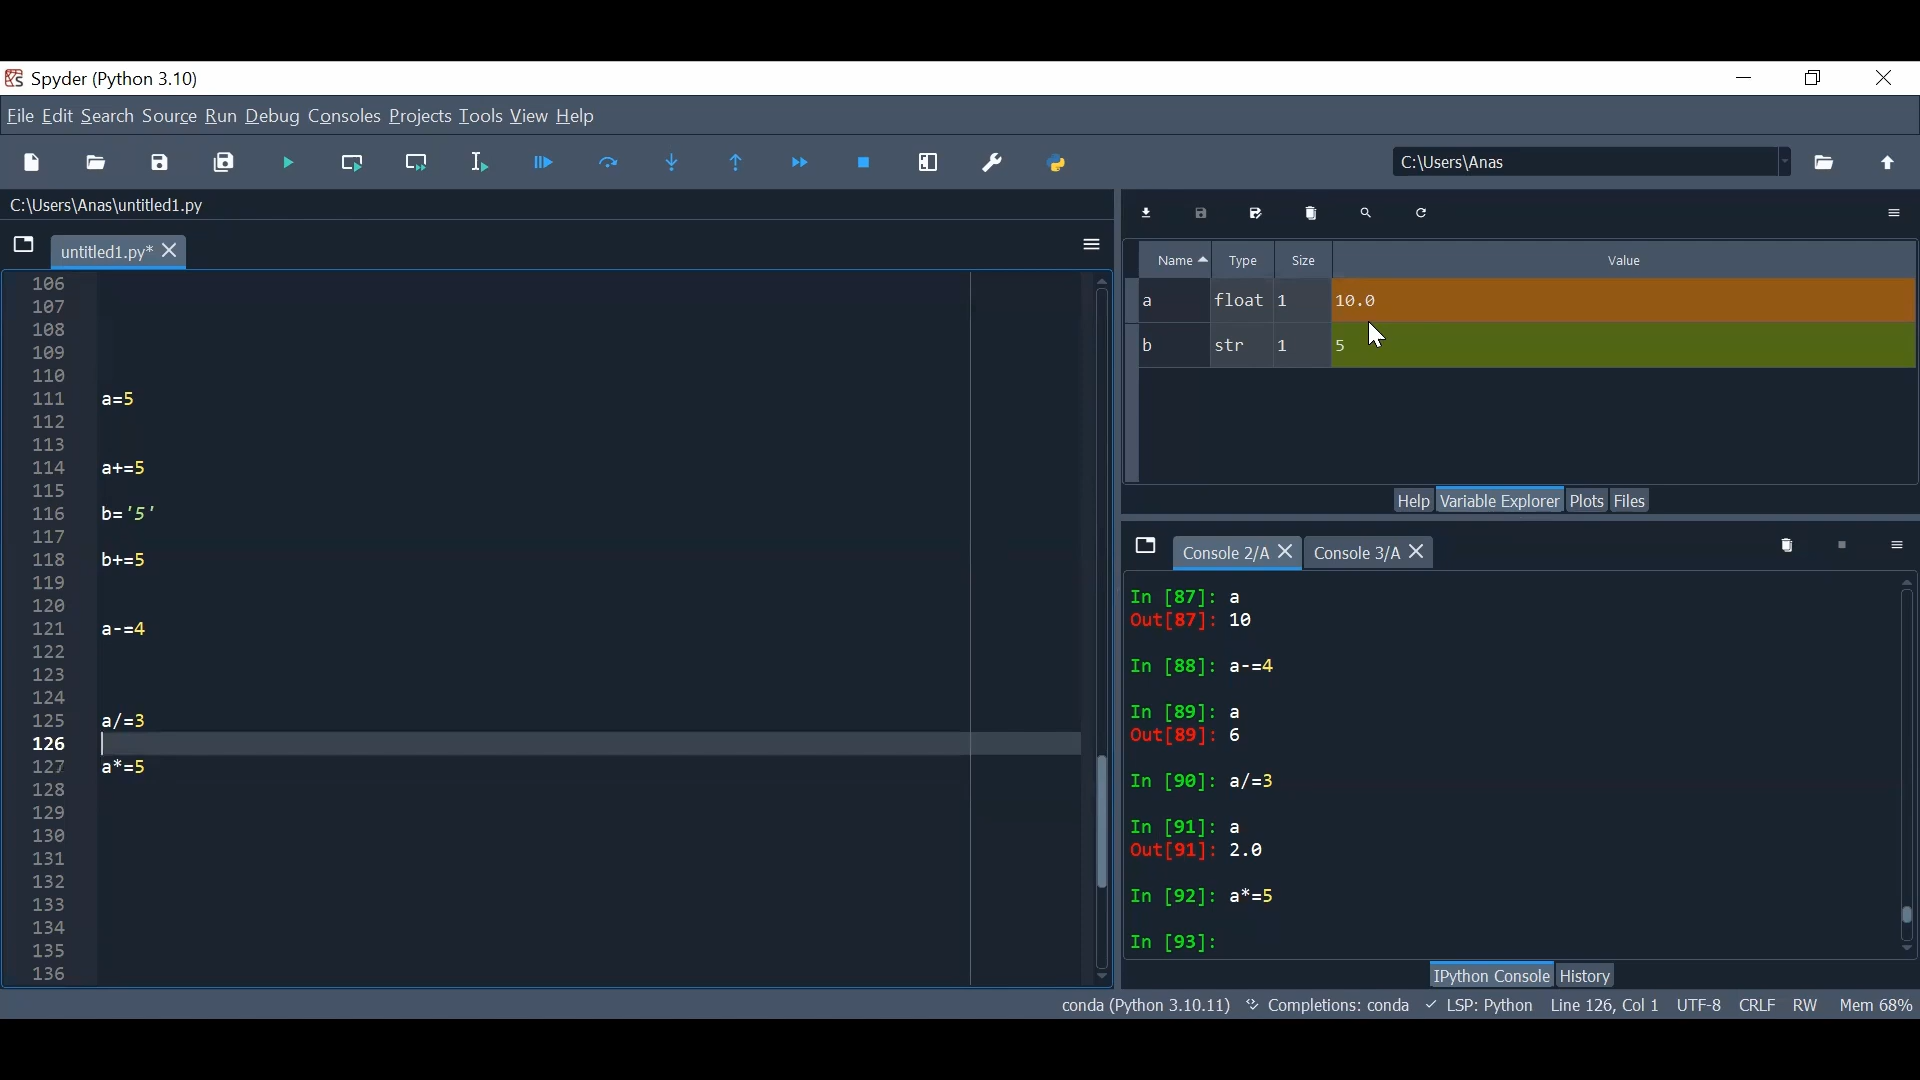 Spyder (Python 3.10)
File Edit Search Source Run Debug Consoles Projects Tools View Help
C:\Users\Anas
C:\Users\Anas\untitled1.py
untitled1.py*
106
107
108
109
110
111 a=5
112
113
114 a+=5
115
116 b='5'
117
118 b+=5
119
120
121 a-=4
122
123
124
125 a/=3
126
127 a*=5
128
129
130
131
132
133
134
135
136
Name Type Size Value
a float 1 10.0
b str 1 5
Help Variable Explorer Plots Files
Console 2/A Console 3/A
In [87]: a
Out[87]: 10
In [88]: a-=4
In [89]: a
Out[89]: 6
In [90]: a/=3
In [91]: a
Out[91]: 2.0
In [92]: a*=5
In [93]:
IPython Console History
conda (Python 3.10.11) Completions: conda LSP: Python Line 126, Col 1 UTF-8 CRLF RW Mem 68%